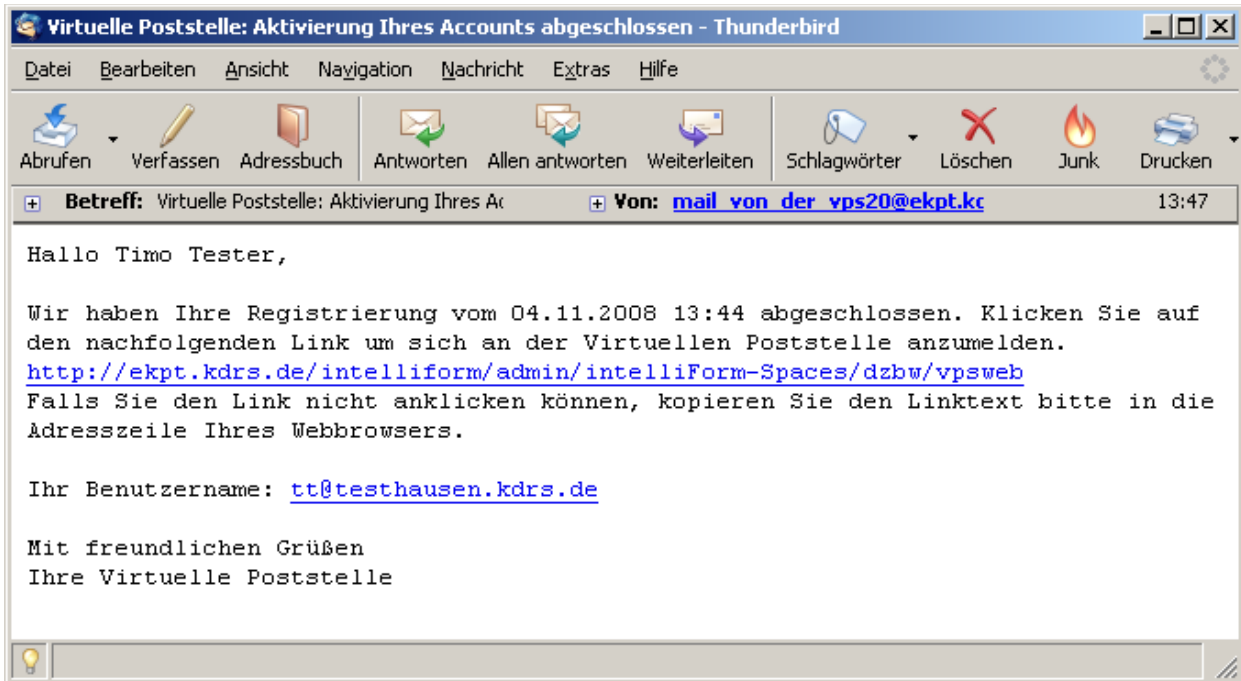 Virtuelle Poststelle: Aktivierung Ihres Accounts abgeschlossen - Thunderbird
Datei Bearbeiten Ansicht Navigation Nachricht Extras Hilfe
Abrufen Verfassen Adressbuch Antworten Allen antworten Weiterleiten Schlagwörter Löschen Junk Drucken
Betreff: Virtuelle Poststelle: Aktivierung Ihres Ac Von: mail_von_der_vps20@ekpt.kc 13:47
Hallo Timo Tester,
Wir haben Ihre Registrierung vom 04.11.2008 13:44 abgeschlossen. Klicken Sie auf
den nachfolgenden Link um sich an der Virtuellen Poststelle anzumelden.
http://ekpt.kdrs.de/intelliform/admin/intelliForm-Spaces/dzbw/vpsweb
Falls Sie den Link nicht anklicken können, kopieren Sie den Linktext bitte in die
Adresszeile Ihres Webbrowsers.
Ihr Benutzername: tt@testhausen.kdrs.de
Mit freundlichen Grüßen
Ihre Virtuelle Poststelle